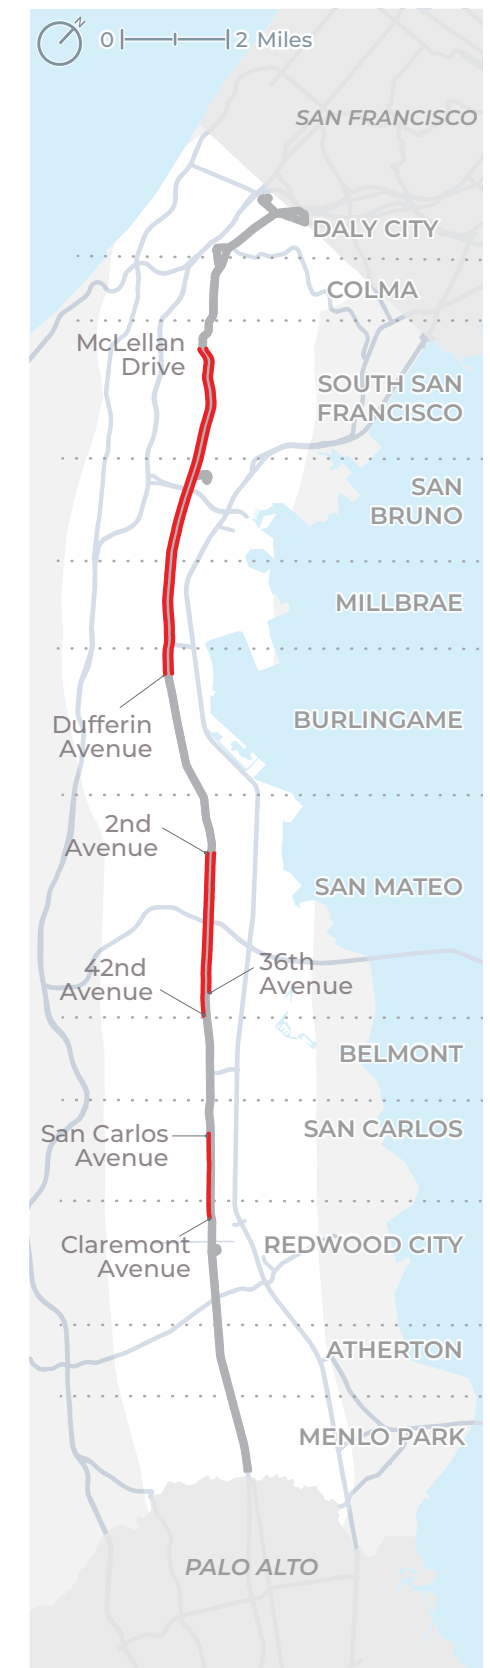 N
0 2 Miles
SAN FRANCISCO
DALY CITY
COLMA
McLellan
Drive
SOUTH SAN
FRANCISCO
SAN
BRUNO
MILLBRAE
Dufferin
Avenue
BURLINGAME
2nd
Avenue
SAN MATEO
42nd
Avenue
36th
Avenue
BELMONT
San Carlos
Avenue
SAN CARLOS
Claremont
Avenue
REDWOOD CITY
ATHERTON
MENLO PARK
PALO ALTO